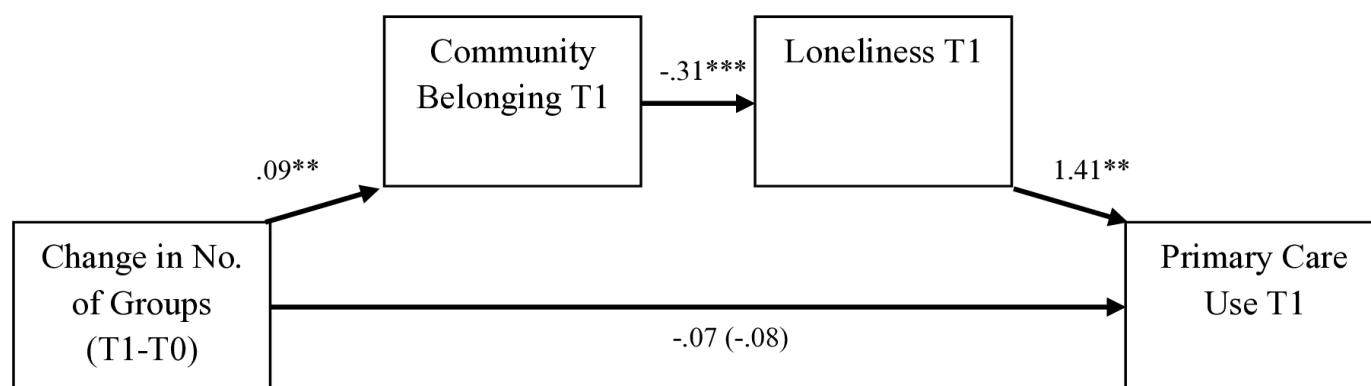 Community
Belonging T1
-.31***
Loneliness T1
.09**
1.41**
Change in No.
of Groups
(T1-T0)
-.07 (-.08)
Primary Care
Use T1